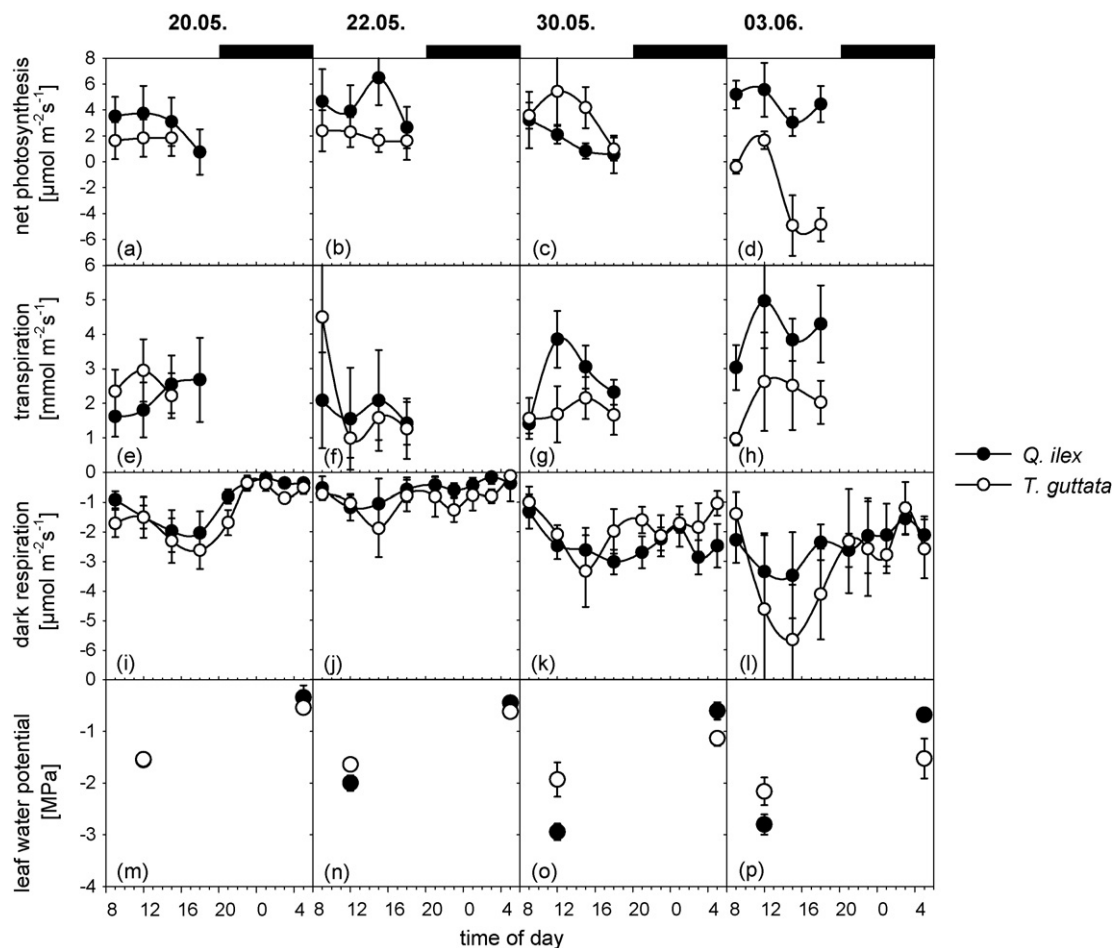 20.05. 22.05. 30.05. 03.06.
net photosynthesis
[µmol m-2s-1]
8
6
4
2
0
-2
-4
-6
(a) (b) (c) (d)
transpiration
[mmol m-2s-1]
6
5
4
3
2
1
0
(e) (f) (g) (h)
Q. ilex
T. guttata
dark respiration
[µmol m-2s-1]
-1
-2
-3
-4
-5
-6
0
(i) (j) (k) (l)
leaf water potential
[MPa]
-1
-2
-3
-4
(m) (n) (o) (p)
8 12 16 20 0 4 8 12 16 20 0 4 8 12 16 20 0 4 8 12 16 20 0 4
time of day